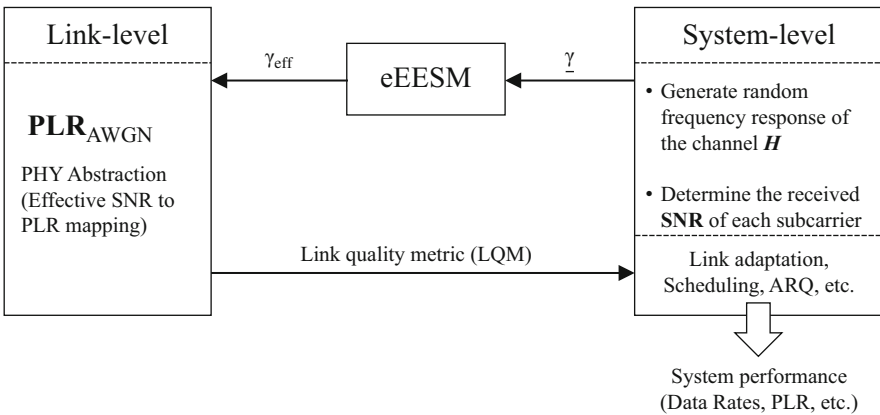 Link-level
PLR_AWGN
PHY Abstraction
(Effective SNR to
PLR mapping)
γ_eff
eEESM
γ
Link quality metric (LQM)
System-level
• Generate random
frequency response of
the channel H
• Determine the received
SNR of each subcarrier
Link adaptation,
Scheduling, ARQ, etc.
System performance
(Data Rates, PLR, etc.)